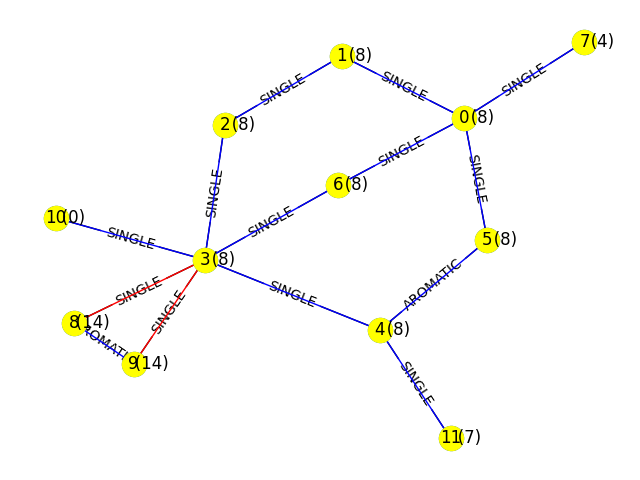 7(4)
1(8)
SINGLE
SINGLE
SINGLE
0(8)
2(8)
SINGLE
SINGLE
SINGLE
6(8)
SINGLE
10(0)
SINGLE
SINGLE
5(8)
3(8)
AROMATIC
SINGLE
SINGLE
SINGLE
8(14)
4(8)
9(14)
SINGLE
11(7)